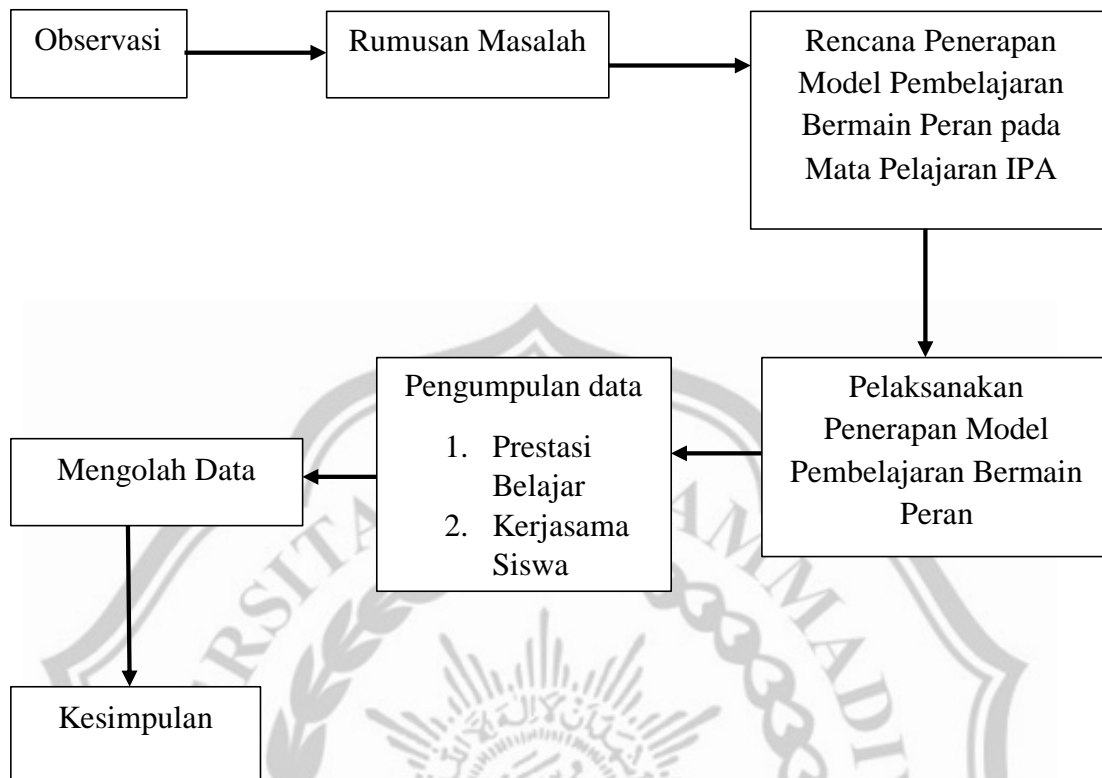 Observasi
Rumusan Masalah
Rencana Penerapan
Model Pembelajaran
Bermain Peran pada
Mata Pelajaran IPA
Pelaksanakan
Penerapan Model
Pembelajaran Bermain
Peran
Pengumpulan data
1. Prestasi
Belajar
2. Kerjasama
Siswa
Mengolah Data
Kesimpulan